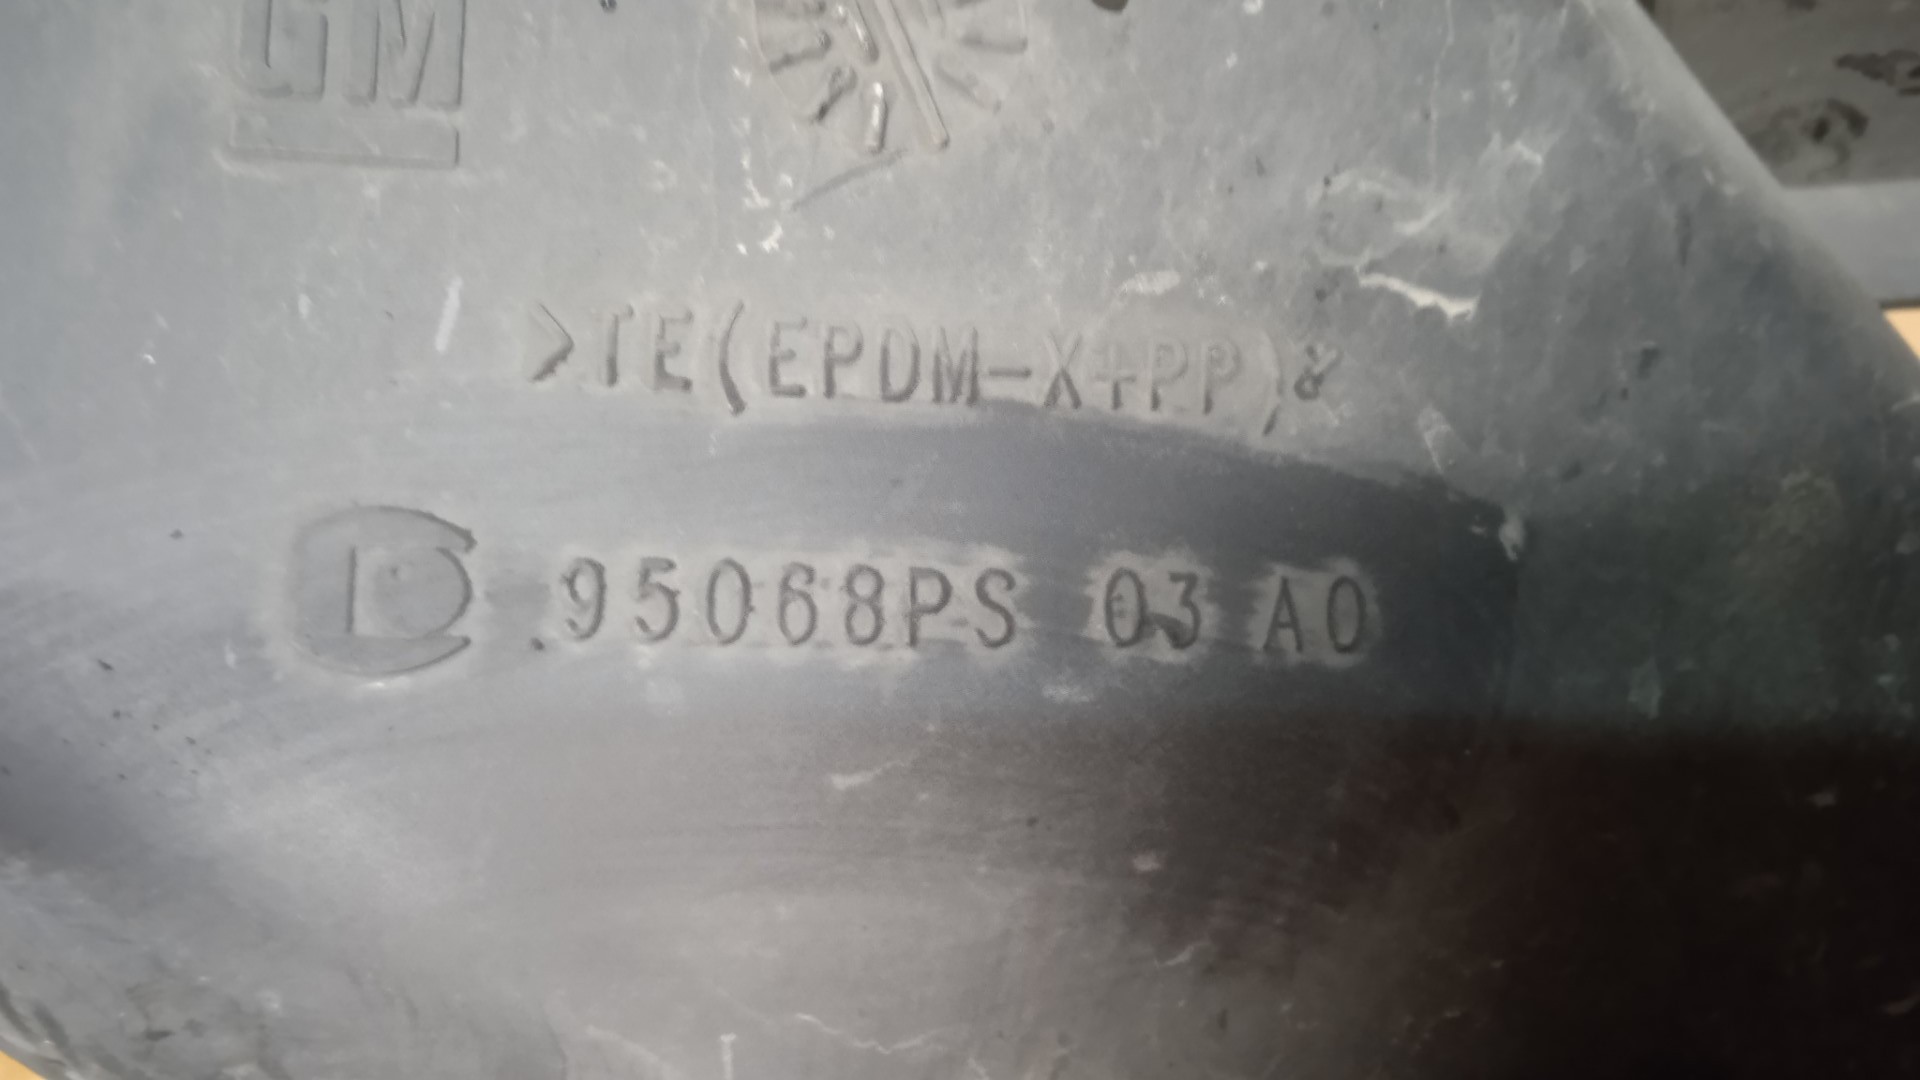 GM
>TE(EPDM-X+PP)
95068PS 03 A0